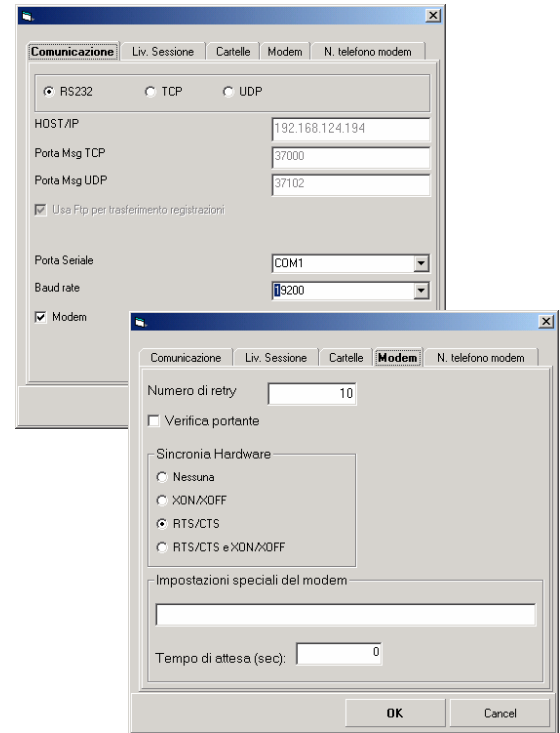 Comunicazione Liv. Sessione Cartelle Modem N. telefono modem
RS232 TCP UDP
HOST/IP 192.168.124.194
Porta Msg TCP 37000
Porta Msg UDP 37102
Usa Ftp per trasferimento registrazioni
Porta Seriale COM1
Baud rate 19200
Modem
Comunicazione Liv. Sessione Cartelle Modem N. telefono modem
Numero di retry 10
Verifica portante
Sincronia Hardware
Nessuna
XON/XOFF
RTS/CTS
RTS/CTS e XON/XOFF
Impostazioni speciali del modem
Tempo di attesa (sec): 0
OK Cancel